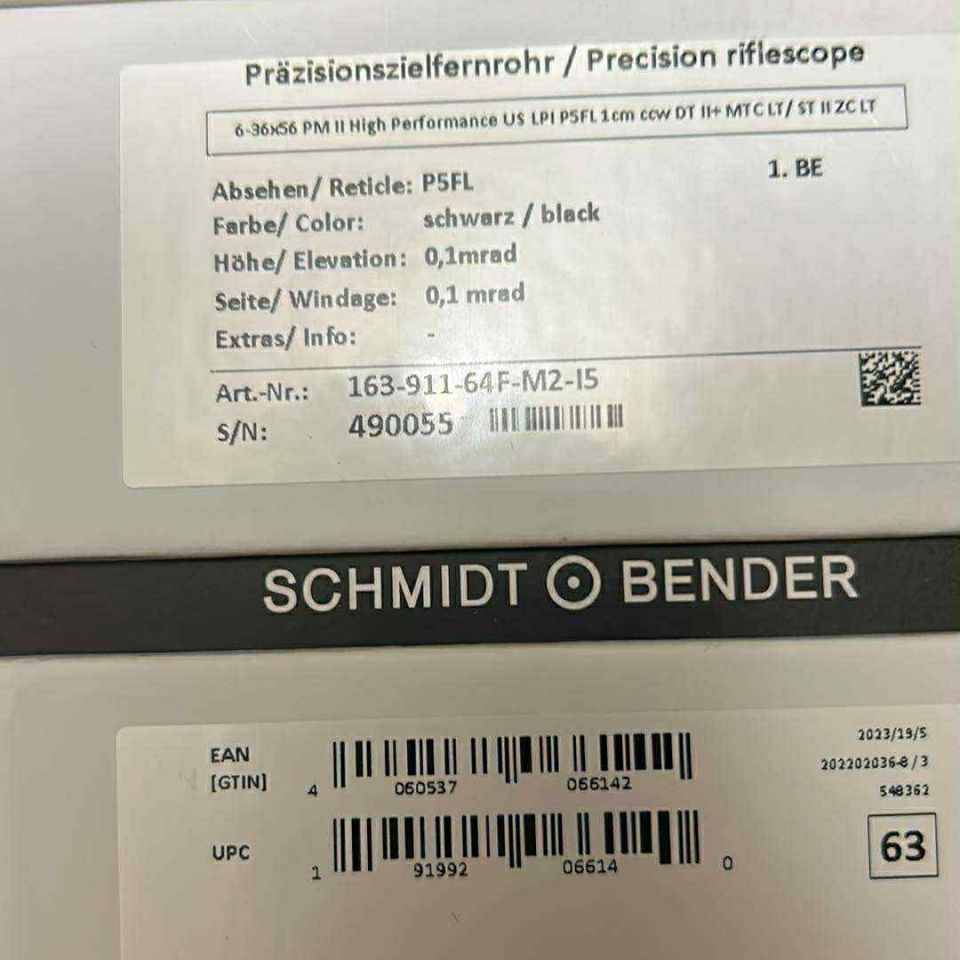 Präzisionszielfernrohr / Precision riflescope
6-36x56 PM II High Performance US LPI P5FL 1cm ccw DT II+ MTC LT/ ST II ZC LT
1. BE
Absehen/ Reticle: P5FL
Farbe/ Color: schwarz / black
Höhe/ Elevation: 0,1mrad
Seite/ Windage: 0,1 mrad
Extras/ Info: -
Art.-Nr.: 163-911-64F-M2-I5
S/N: 490055
SCHMIDT BENDER
EAN
[GTIN]
4 060537 066142
2023/19/5
202202036-8 / 3
548362
UPC
1 91992 06614 0
63